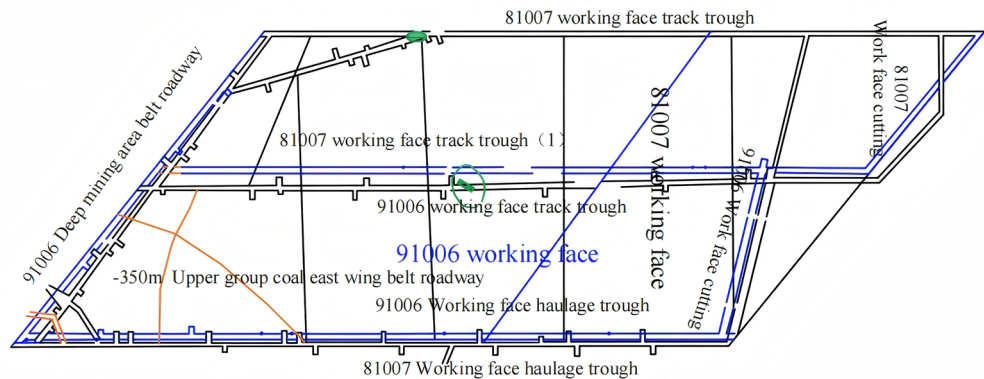 81007 working face track trough
Work face cutting
81007
91006 Deep mining area belt roadway
81007 working face track trough（1）
81007 working face
91006 Work face cutting
91006 working face track trough
91006 working face
-350m Upper group coal east wing belt roadway
91006 Working face haulage trough
81007 Working face haulage trough